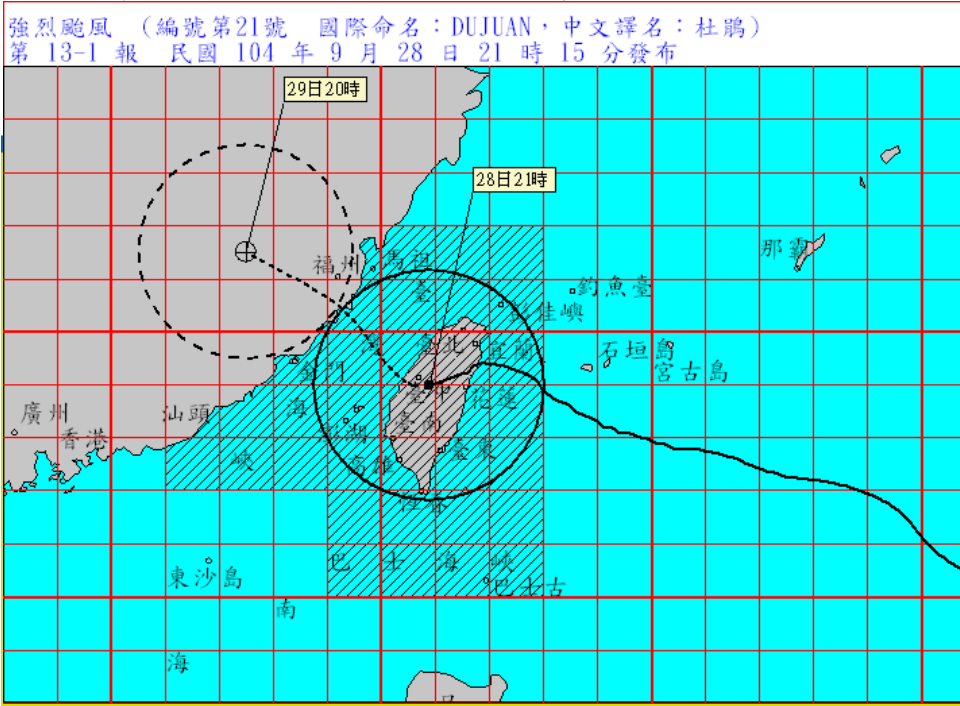 強烈颱風　(編號第21號　國際命名：DUJUAN，中文譯名：杜鵑)
第 13-1 報　民國 104 年 9 月 28 日 21 時 15 分發布
29日20時
28日21時
那霸
福州
馬祖
釣魚臺
臺
彭佳嶼
灣
臺北
宜蘭
石垣島
宮古島
金門
臺中
花蓮
海
廣州
汕頭
臺南
香港
澎湖
臺東
峽
高雄
恆春
巴士海峽
東沙島
巴士古
南
海
呂